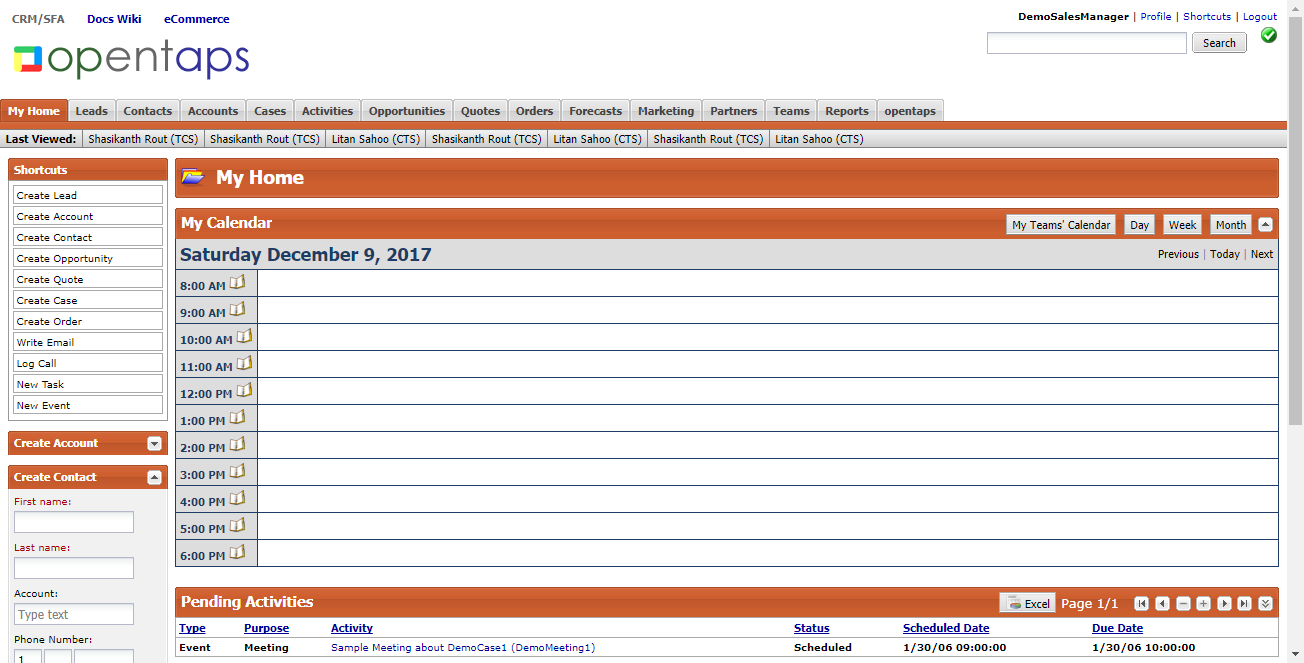 CRM/SFA Docs Wiki eCommerce
DemoSalesManager | Profile | Shortcuts | Logout
opentaps
Search
My Home Leads Contacts Accounts Cases Activities Opportunities Quotes Orders Forecasts Marketing Partners Teams Reports opentaps
Last Viewed: Shasikanth Rout (TCS) Shasikanth Rout (TCS) Litan Sahoo (CTS) Shasikanth Rout (TCS) Litan Sahoo (CTS) Shasikanth Rout (TCS) Litan Sahoo (CTS)
Shortcuts
Create Lead
Create Account
Create Contact
Create Opportunity
Create Quote
Create Case
Create Order
Write Email
Log Call
New Task
New Event
Create Account
Create Contact
First name:
Last name:
Account:
Type text
Phone Number:
1
My Home
My Calendar My Teams' Calendar Day Week Month
Saturday December 9, 2017 Previous | Today | Next
8:00 AM
9:00 AM
10:00 AM
11:00 AM
12:00 PM
1:00 PM
2:00 PM
3:00 PM
4:00 PM
5:00 PM
6:00 PM
Pending Activities Excel Page 1/1
Type Purpose Activity Status Scheduled Date Due Date
Event Meeting Sample Meeting about DemoCase1 (DemoMeeting1) Scheduled 1/30/06 09:00:00 1/30/06 10:00:00